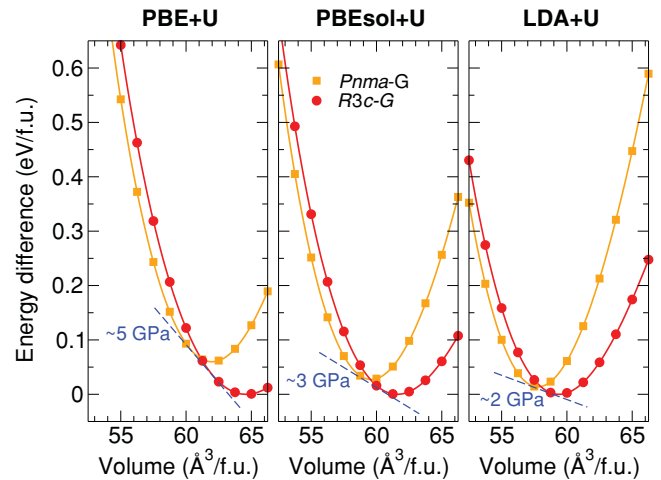 PBE+U
PBEsol+U
LDA+U
Energy difference (eV/f.u.)
0.6
0.5
0.4
0.3
0.2
0.1
0
Pnma-G
R3c-G
~5 GPa
~3 GPa
~2 GPa
55 60 65
55 60 65
55 60 65
Volume (Å³/f.u.)
Volume (Å³/f.u.)
Volume (Å³/f.u.)